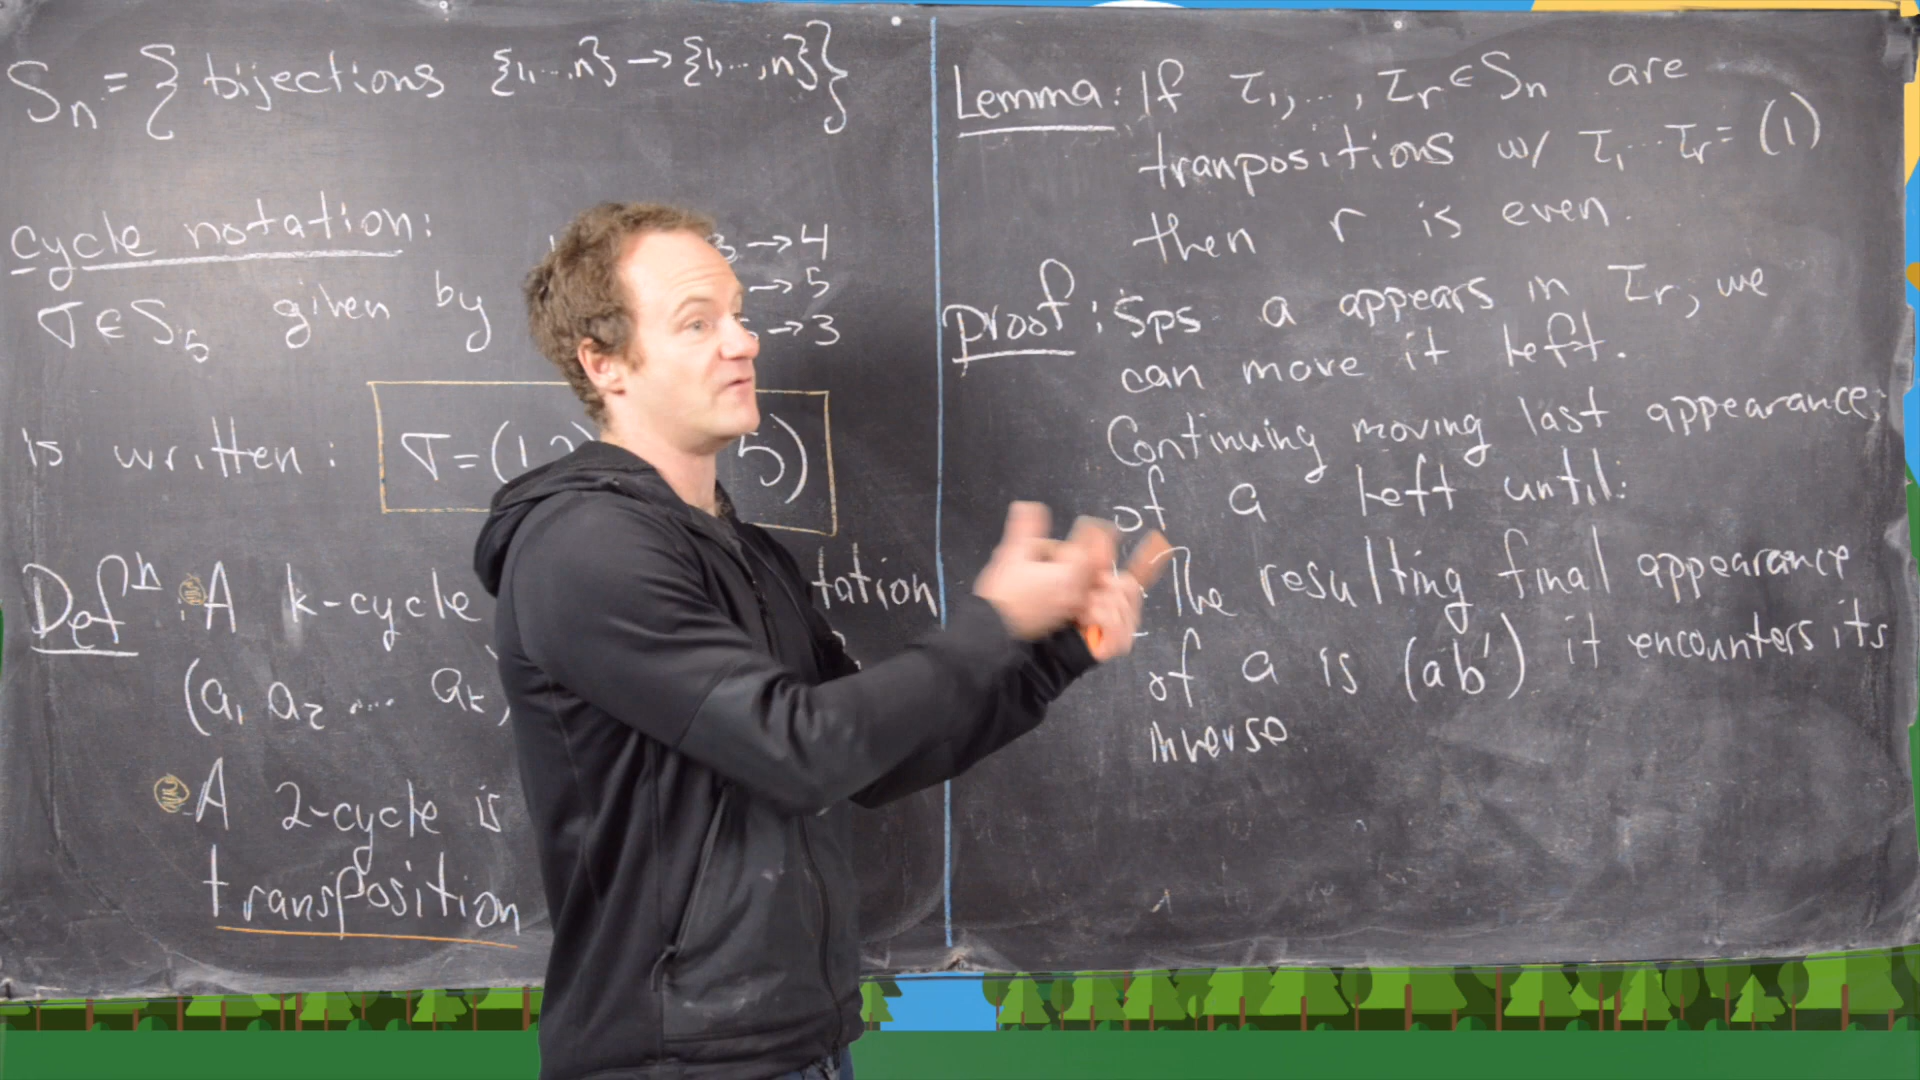 Sn = { bijections {1,...,n} → {1,...,n} }
cycle notation:
3 → 4
σ ∈ S5 given by → 5
→ 3
is written: σ = (12) 5)
Defn: A k-cycle tation
(a1 a2 ... ak)
A 2-cycle is
transposition
Lemma: If τ1, ..., τr ∈ Sn are
tranpositions w/ τ1 ... τr = (1)
then r is even.
Proof: Sps a appears in τr, we
can move it left.
Continuing moving last appearance
of a left until:
The resulting final appearance
of a is (ab') it encounters its
inverse.